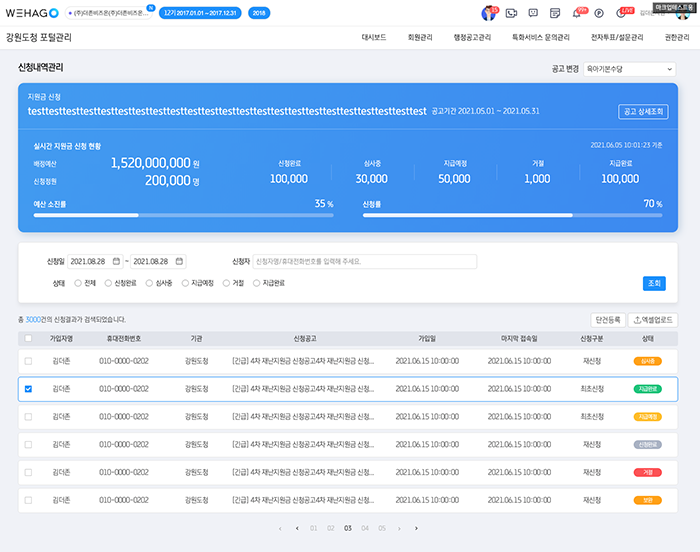 WEHAGO (주)더존비즈온(주)더존비즈온... N 12기 2017.01.01 ~ 2017.12.31 2018 15 99+ LIVE 마크업테스트용
강원도청 포털관리 대시보드 회원관리 행정공고관리 특화서비스 문의관리 전자투표/설문관리 권한관리
신청내역관리 공고 변경 육아기본수당
지원금 신청
testtesttesttesttesttesttesttesttesttesttesttesttesttesttesttesttesttesttesttesttesttest 공고기간 2021.05.01 ~ 2021.05.31 공고 상세조회
실시간 지원금 신청 현황 2021.06.05 10:01:23 기준
배정예산 1,520,000,000 원
신청정원 200,000 명
신청완료 심사중 지급예정 거절 지급완료
100,000 30,000 50,000 1,000 100,000
예산 소진률 35 % 신청률 70 %
신청일 2021.08.28 ~ 2021.08.28 신청자 신청자명/휴대전화번호를 입력해 주세요.
상태 전체 신청완료 심사중 지급예정 거절 지급완료 조회
총 3000건의 신청결과가 검색되었습니다. 단건등록 엑셀업로드
가입자명 휴대전화번호 기관 신청공고 가입일 마지막 접속일 신청구분 상태
김더존 010-0000-0202 강원도청 [긴급] 4차 재난지원금 신청공고4차 재난지원금 신청... 2021.06.15 10:00:00 2021.06.15 10:00:00 재신청 심사중
김더존 010-0000-0202 강원도청 [긴급] 4차 재난지원금 신청공고4차 재난지원금 신청... 2021.06.15 10:00:00 2021.06.15 10:00:00 최초신청 지급완료
김더존 010-0000-0202 강원도청 [긴급] 4차 재난지원금 신청공고4차 재난지원금 신청... 2021.06.15 10:00:00 2021.06.15 10:00:00 최초신청 지급예정
김더존 010-0000-0202 강원도청 [긴급] 4차 재난지원금 신청공고4차 재난지원금 신청... 2021.06.15 10:00:00 2021.06.15 10:00:00 재신청 신청완료
김더존 010-0000-0202 강원도청 [긴급] 4차 재난지원금 신청공고4차 재난지원금 신청... 2021.06.15 10:00:00 2021.06.15 10:00:00 재신청 거절
김더존 010-0000-0202 강원도청 [긴급] 4차 재난지원금 신청공고4차 재난지원금 신청... 2021.06.15 10:00:00 2021.06.15 10:00:00 재신청 보완
01 02 03 04 05